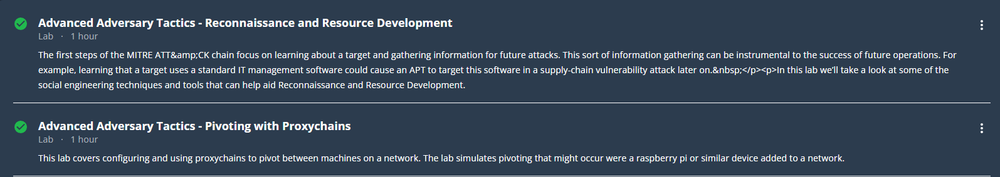 Advanced Adversary Tactics - Reconnaissance and Resource Development
Lab · 1 hour
The first steps of the MITRE ATT&amp;CK chain focus on learning about a target and gathering information for future attacks. This sort of information gathering can be instrumental to the success of future operations. For
example, learning that a target uses a standard IT management software could cause an APT to target this software in a supply-chain vulnerability attack later on.&nbsp;</p><p>In this lab we’ll take a look at some of the
social engineering techniques and tools that can help aid Reconnaissance and Resource Development.
Advanced Adversary Tactics - Pivoting with Proxychains
Lab · 1 hour
This lab covers configuring and using proxychains to pivot between machines on a network. The lab simulates pivoting that might occur were a raspberry pi or similar device added to a network.